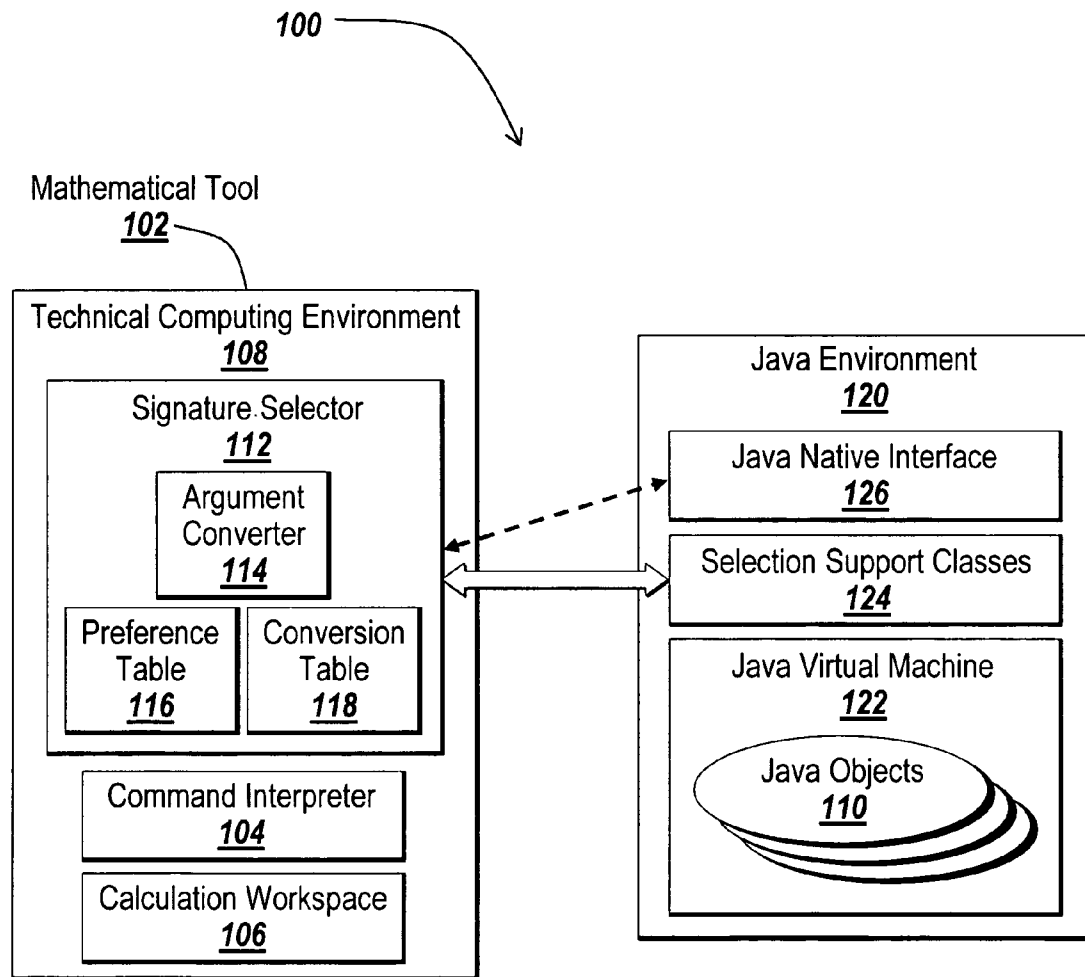 100
Mathematical Tool
102
Technical Computing Environment
108
Signature Selector
112
Argument
Converter
114
Preference
Table
116
Conversion
Table
118
Command Interpreter
104
Calculation Workspace
106
Java Environment
120
Java Native Interface
126
Selection Support Classes
124
Java Virtual Machine
122
Java Objects
110